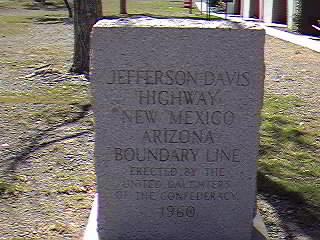 JEFFERSON DAVIS
HIGHWAY
NEW MEXICO
ARIZONA
BOUNDARY LINE
ERECTED BY THE
UNITED DAUGHTERS
OF THE CONFEDERACY
1960